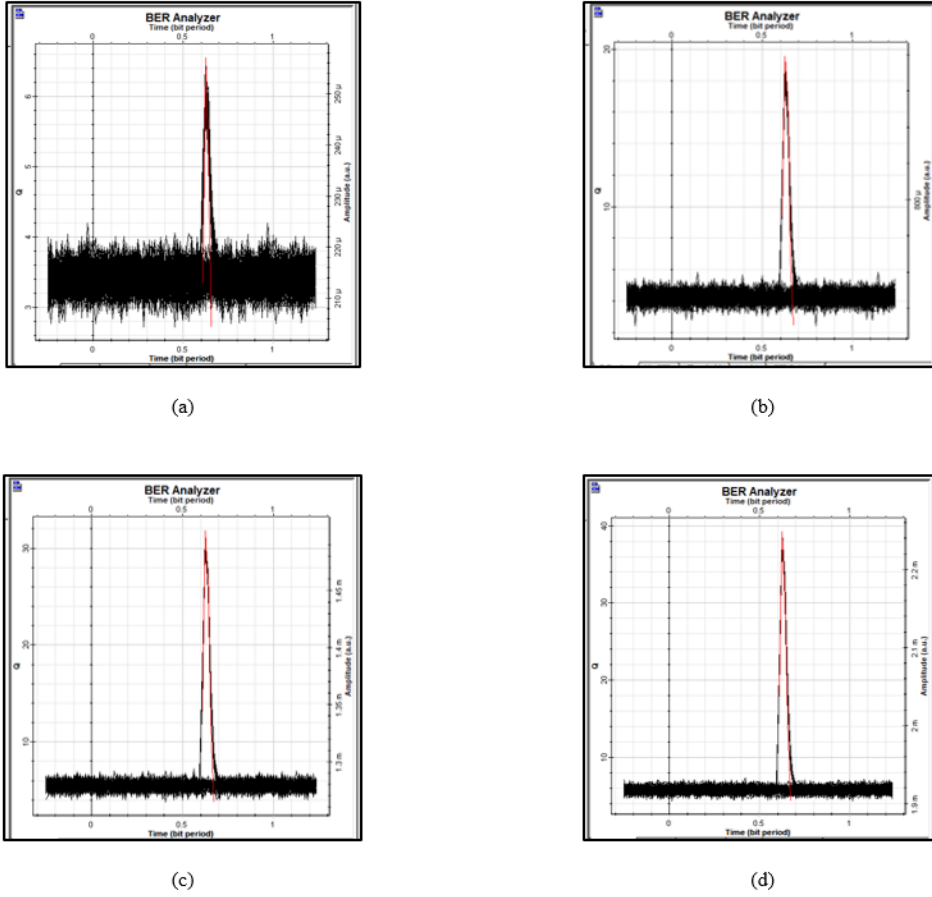 BER Analyzer
Time (bit period)
0 0.5 1
6
5
4
3
Q
250 µ
240 µ
230 µ
220 µ
210 µ
Amplitude (a.u.)
0 0.5 1
Time (bit period)
(a)
BER Analyzer
Time (bit period)
0 0.5 1
20
10
Q
800 µ
Amplitude (a.u.)
0 0.5 1
Time (bit period)
(b)
BER Analyzer
Time (bit period)
0 0.5 1
30
20
10
Q
1.45 m
1.4 m
1.35 m
1.3 m
Amplitude (a.u.)
0 0.5 1
Time (bit period)
(c)
BER Analyzer
Time (bit period)
0 0.5 1
40
30
20
10
Q
2.2 m
2.1 m
2 m
1.9 m
Amplitude (a.u.)
0 0.5 1
Time (bit period)
(d)